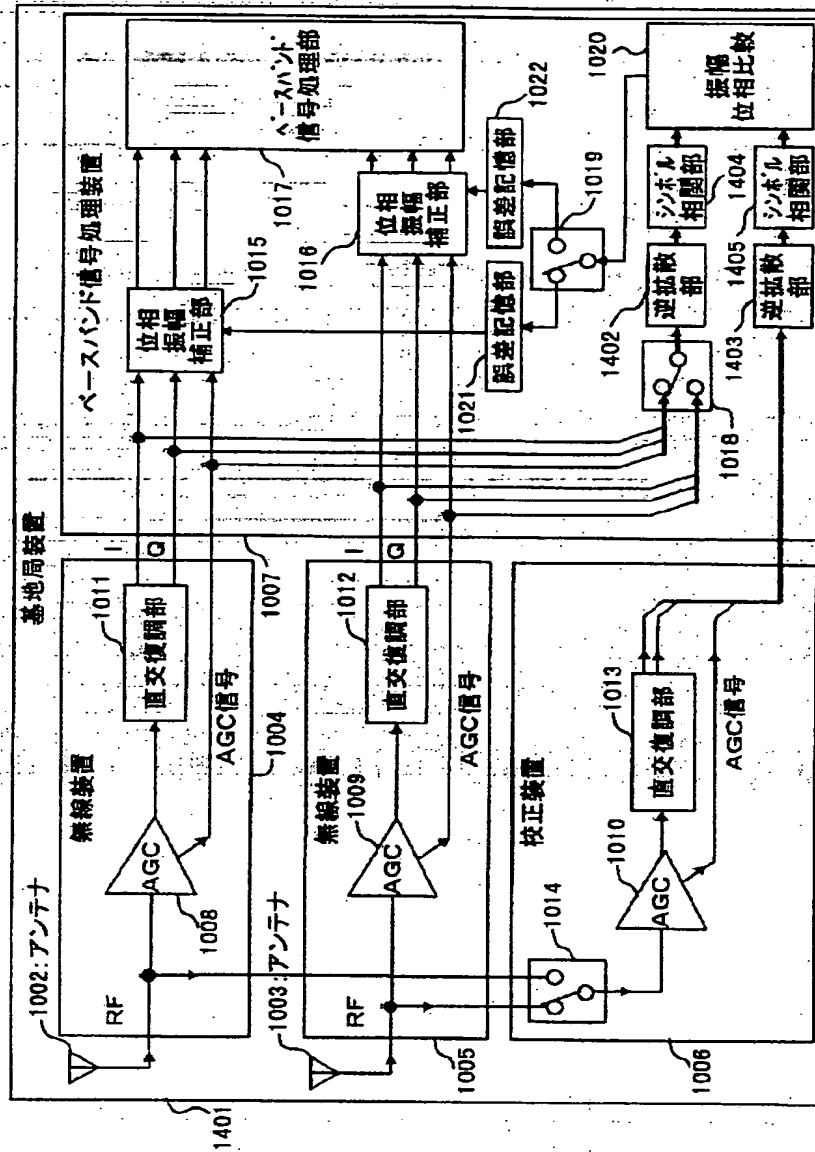 基地局装置
1401
1002:アンテナ
RF
無線装置
AGC
1008
直交復調部
1011
I
Q
AGC信号
1004
1003:アンテナ
RF
無線装置
AGC
1009
直交復調部
1012
I
Q
AGC信号
1005
校正装置
1014
AGC
1010
直交復調部
1013
AGC信号
1006
ベースバンド信号処理装置
1007
位相
振幅
補正部
1015
位相
振幅
補正部
1016
ベースバンド
信号処理部
1017
誤差記憶部
1021
誤差記憶部
1022
1019
1018
逆拡散
部
1402
シンボル
相関部
1404
逆拡散
部
1403
シンボル
相関部
1405
振幅
位相比較
1020